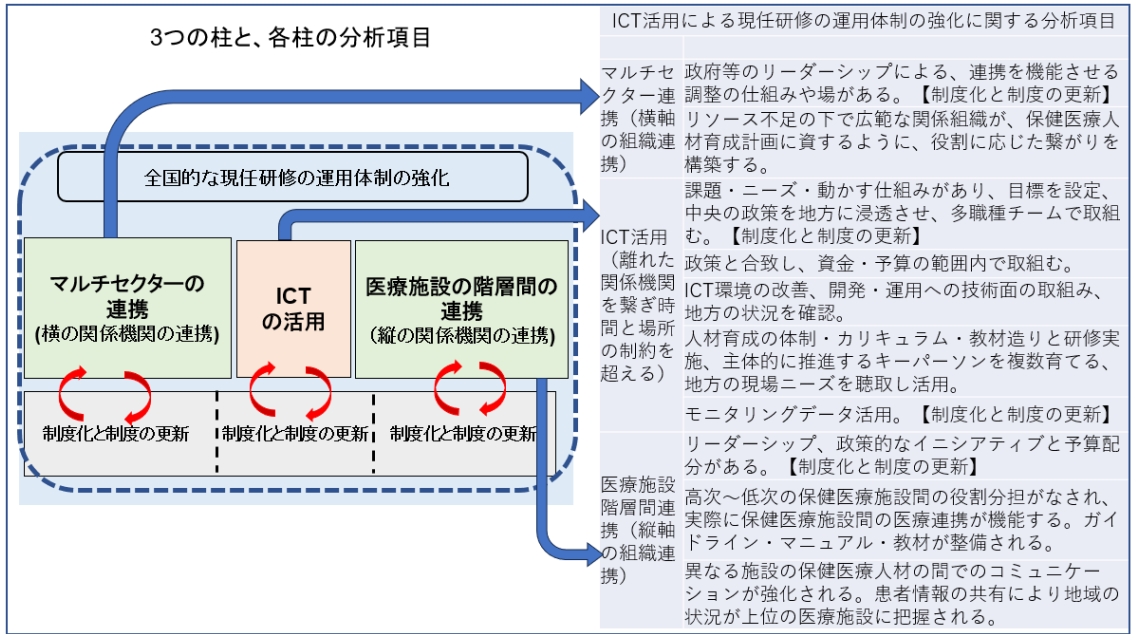 3つの柱と、各柱の分析項目
全国的な現任研修の運用体制の強化
マルチセクターの
連携
(横の関係機関の連携)
ICT
の活用
医療施設の階層間の
連携
(縦の関係機関の連携)
制度化と制度の更新
制度化と制度の更新
制度化と制度の更新
ICT活用による現任研修の運用体制の強化に関する分析項目
マルチセ
クター連
携（横軸
の組織連
携）
政府等のリーダーシップによる、連携を機能させる
調整の仕組みや場がある。【制度化と制度の更新】
リソース不足の下で広範な関係組織が、保健医療人
材育成計画に資するように、役割に応じた繋がりを
構築する。
ICT活用
（離れた
関係機関
を繋ぎ時
間と場所
の制約を
超える）
課題・ニーズ・動かす仕組みがあり、目標を設定、
中央の政策を地方に浸透させ、多職種チームで取組
む。【制度化と制度の更新】
政策と合致し、資金・予算の範囲内で取組む。
ICT環境の改善、開発・運用への技術面の取組み、
地方の状況を確認。
人材育成の体制・カリキュラム・教材造りと研修実
施、主体的に推進するキーパーソンを複数育てる、
地方の現場ニーズを聴取し活用。
モニタリングデータ活用。【制度化と制度の更新】
医療施設
階層間連
携（縦軸
の組織連
携）
リーダーシップ、政策的なイニシアティブと予算配
分がある。【制度化と制度の更新】
高次～低次の保健医療施設間の役割分担がなされ、
実際に保健医療施設間の医療連携が機能する。ガイ
ドライン・マニュアル・教材が整備される。
異なる施設の保健医療人材の間でのコミュニケー
ションが強化される。患者情報の共有により地域の
状況が上位の医療施設に把握される。